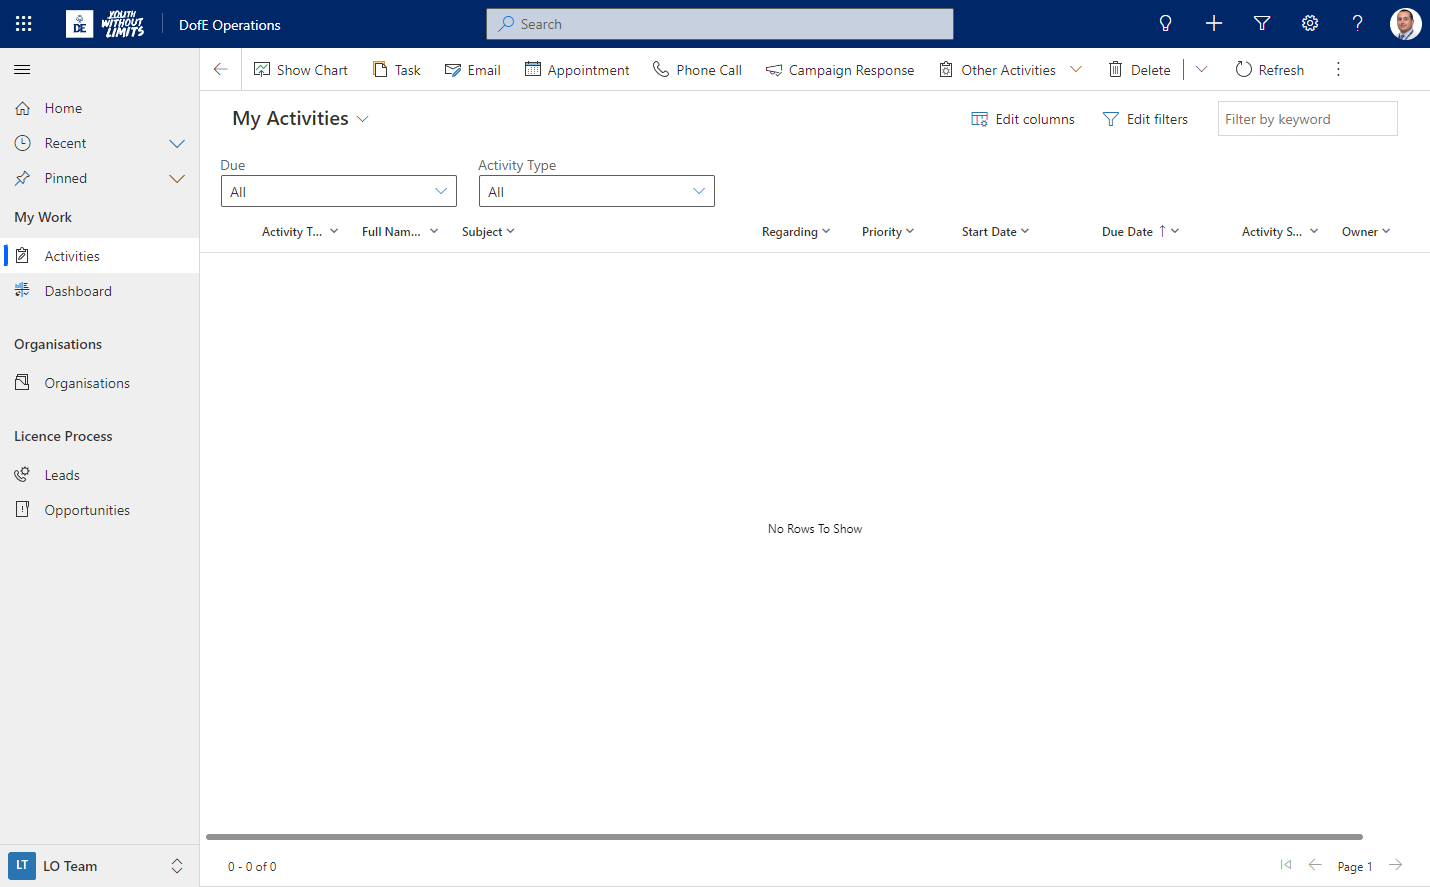 DE
YOUTH WITHOUT LIMITS
DofE Operations
Search
Show Chart
Task
Email
Appointment
Phone Call
Campaign Response
Other Activities
Delete
Refresh
Home
Recent
Pinned
My Work
Activities
Dashboard
Organisations
Organisations
Licence Process
Leads
Opportunities
LT LO Team
My Activities
Edit columns
Edit filters
Filter by keyword
Due
Activity Type
All
All
Activity T...
Full Nam...
Subject
Regarding
Priority
Start Date
Due Date
Activity S...
Owner
No Rows To Show
0 - 0 of 0
Page 1